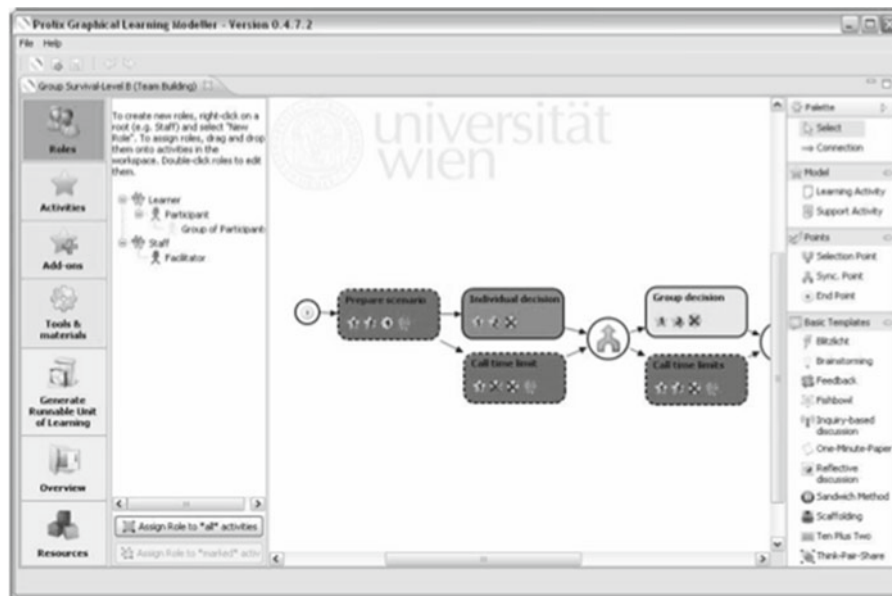 Prolix Graphical Learning Modeller - Version 0.4.7.2
File Help
Group Survival-Level B (Team Building)
Roles
Activities
Add-ons
Tools &
materials
Generate
Runnable Unit
of Learning
Overview
Resources
To create new roles, right-click on a
root (e.g. Staff) and select "New
Role". To assign roles, drag and drop
them onto activities in the
workspace. Double-click roles to edit
them.
Learner
Participant
Group of Participant
Staff
Facilitator
Assign Role to "all" activities
Assign Role to "marked" activ
universität
wien
Prepare scenario
Individual decision
Call time limit
Group decision
Call time limits
Palette
Select
Connection
Model
Learning Activity
Support Activity
Points
Selection Point
Sync. Point
End Point
Basic Templates
Blitzlicht
Brainstorming
Feedback
Fishbowl
Inquiry-based
discussion
One-Minute-Paper
Reflective
discussion
Sandwich Method
Scaffolding
Ten Plus Two
Think-Pair-Share